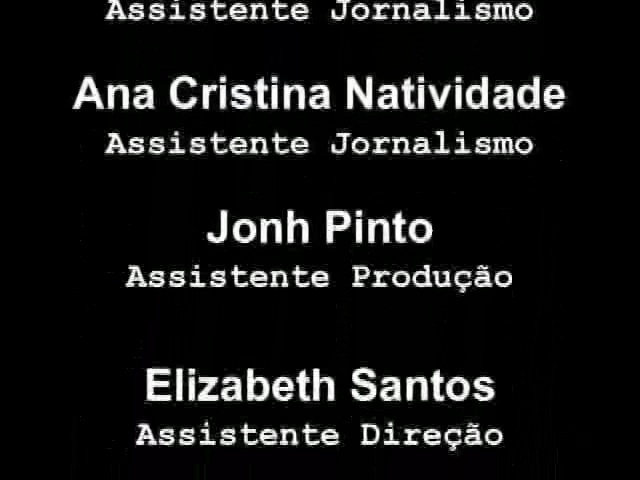 Assistente Jornalismo
Ana Cristina Natividade
Assistente Jornalismo
Jonh Pinto
Assistente Produção
Elizabeth Santos
Assistente Direção